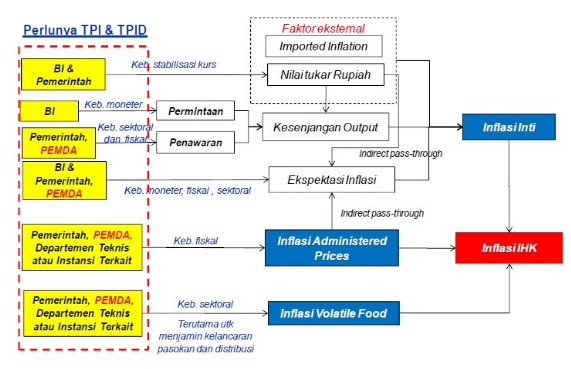 Perlunya TPI & TPID
Faktor eksternal
Imported Inflation
BI &
Pemerintah
Keb. stabilisasi kurs
Nilai tukar Rupiah
BI
Keb. moneter
Permintaan
Pemerintah,
PEMDA
Keb. sektoral
dan fiskal
Penawaran
Kesenjangan Output
Inflasi Inti
Indirect pass-through
BI &
Pemerintah,
PEMDA
Keb. moneter, fiskal , sektoral
Ekspektasi Inflasi
Indirect pass-through
Pemerintah, PEMDA,
Departemen Teknis
atau Instansi Terkait
Keb. fiskal
Inflasi Administered
Prices
Inflasi IHK
Pemerintah, PEMDA,
Departemen Teknis
atau Instansi Terkait
Keb. sektoral
Terutama utk
menjamin kelancaran
pasokan dan distribusi
Inflasi Volatile Food